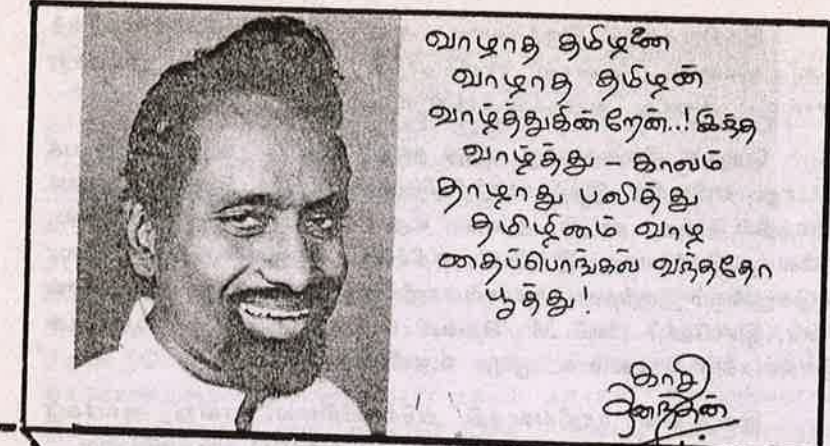 வாழாத தமிழனை
வாழாத தமிழன்
வாழ்த்துகின்றேன்..! இந்த
வாழ்த்து - காலம்
தாழாது பலித்து
தமிழினம் வாழ
தைப்பொங்கல் வந்ததோ
பூத்து!
காசி
ஆனந்தன்